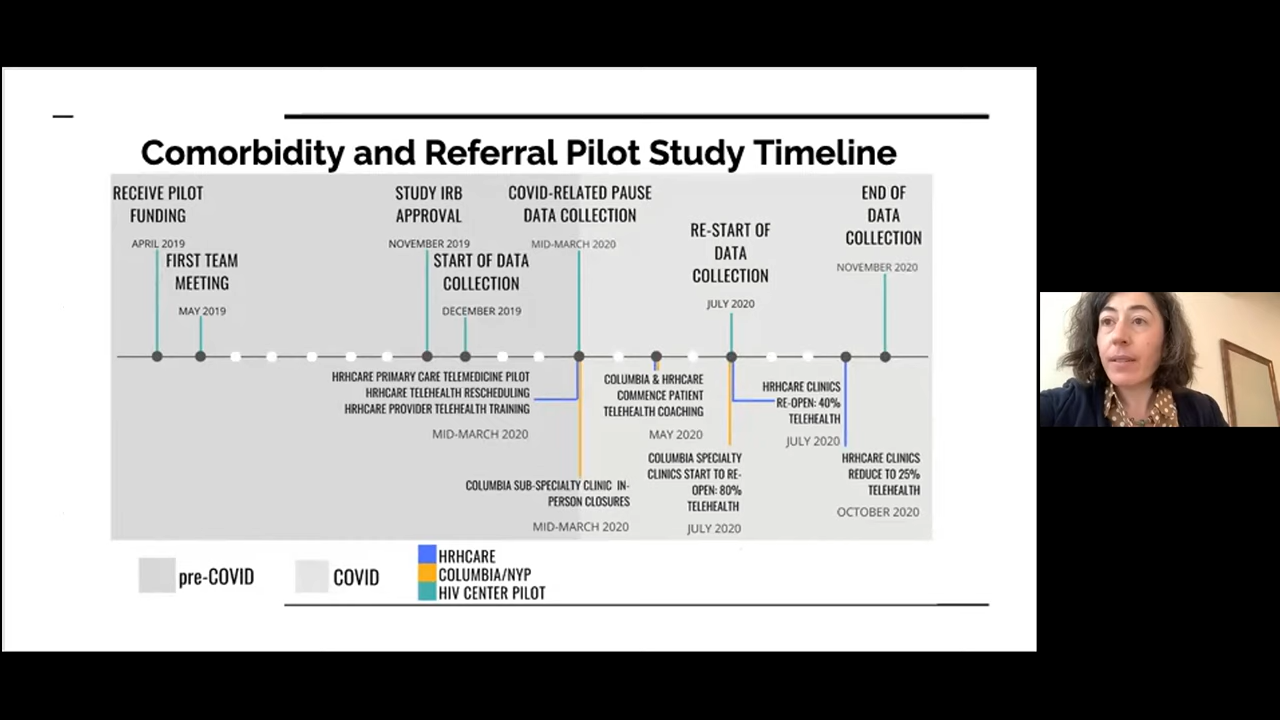 Comorbidity and Referral Pilot Study Timeline
RECEIVE PILOT
FUNDING
APRIL 2019
FIRST TEAM
MEETING
MAY 2019
STUDY IRB
APPROVAL
NOVEMBER 2019
START OF DATA
COLLECTION
DECEMBER 2019
COVID-RELATED PAUSE
DATA COLLECTION
MID-MARCH 2020
RE-START OF
DATA
COLLECTION
JULY 2020
END OF
DATA
COLLECTION
NOVEMBER 2020
HRHCARE PRIMARY CARE TELEMEDICINE PILOT
HRHCARE TELEHEALTH RESCHEDULING
HRHCARE PROVIDER TELEHEALTH TRAINING
MID-MARCH 2020
COLUMBIA SUB-SPECIALTY CLINIC IN-
PERSON CLOSURES
MID-MARCH 2020
COLUMBIA & HRHCARE
COMMENCE PATIENT
TELEHEALTH COACHING
MAY 2020
COLUMBIA SPECIALTY
CLINICS START TO RE-
OPEN: 80%
TELEHEALTH
JULY 2020
HRHCARE CLINICS
RE-OPEN: 40%
TELEHEALTH
JULY 2020
HRHCARE CLINICS
REDUCE TO 25%
TELEHEALTH
OCTOBER 2020
pre-COVID
COVID
HRHCARE
COLUMBIA/NYP
HIV CENTER PILOT